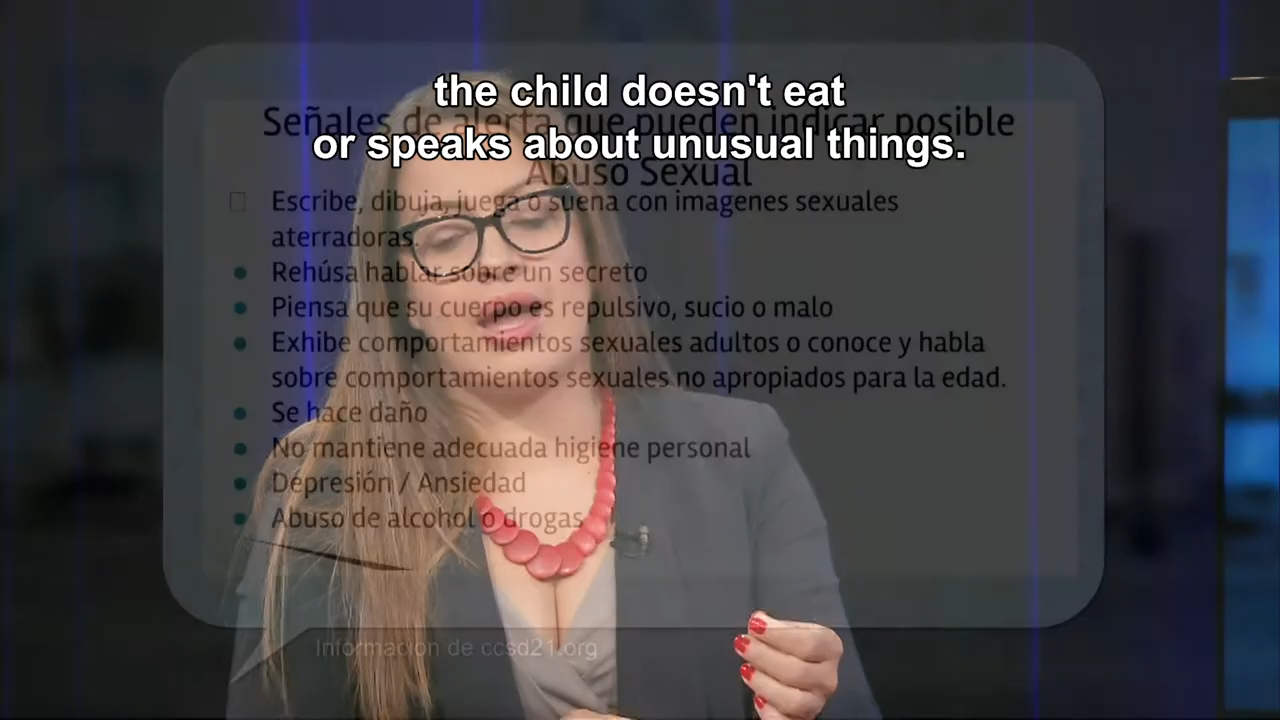 the child doesn't eat
or speaks about unusual things.
Señales de alerta que pueden indicar posible
Abuso Sexual
Escribe, dibuja, juega o suena con imagenes sexuales
aterradoras.
Rehúsa hablar sobre un secreto
Piensa que su cuerpo es repulsivo, sucio o malo
Exhibe comportamientos sexuales adultos o conoce y habla
sobre comportamientos sexuales no apropiados para la edad.
Se hace daño
No mantiene adecuada higiene personal
Depresión / Ansiedad
Abuso de alcohol o drogas
Información de ccsd21.org